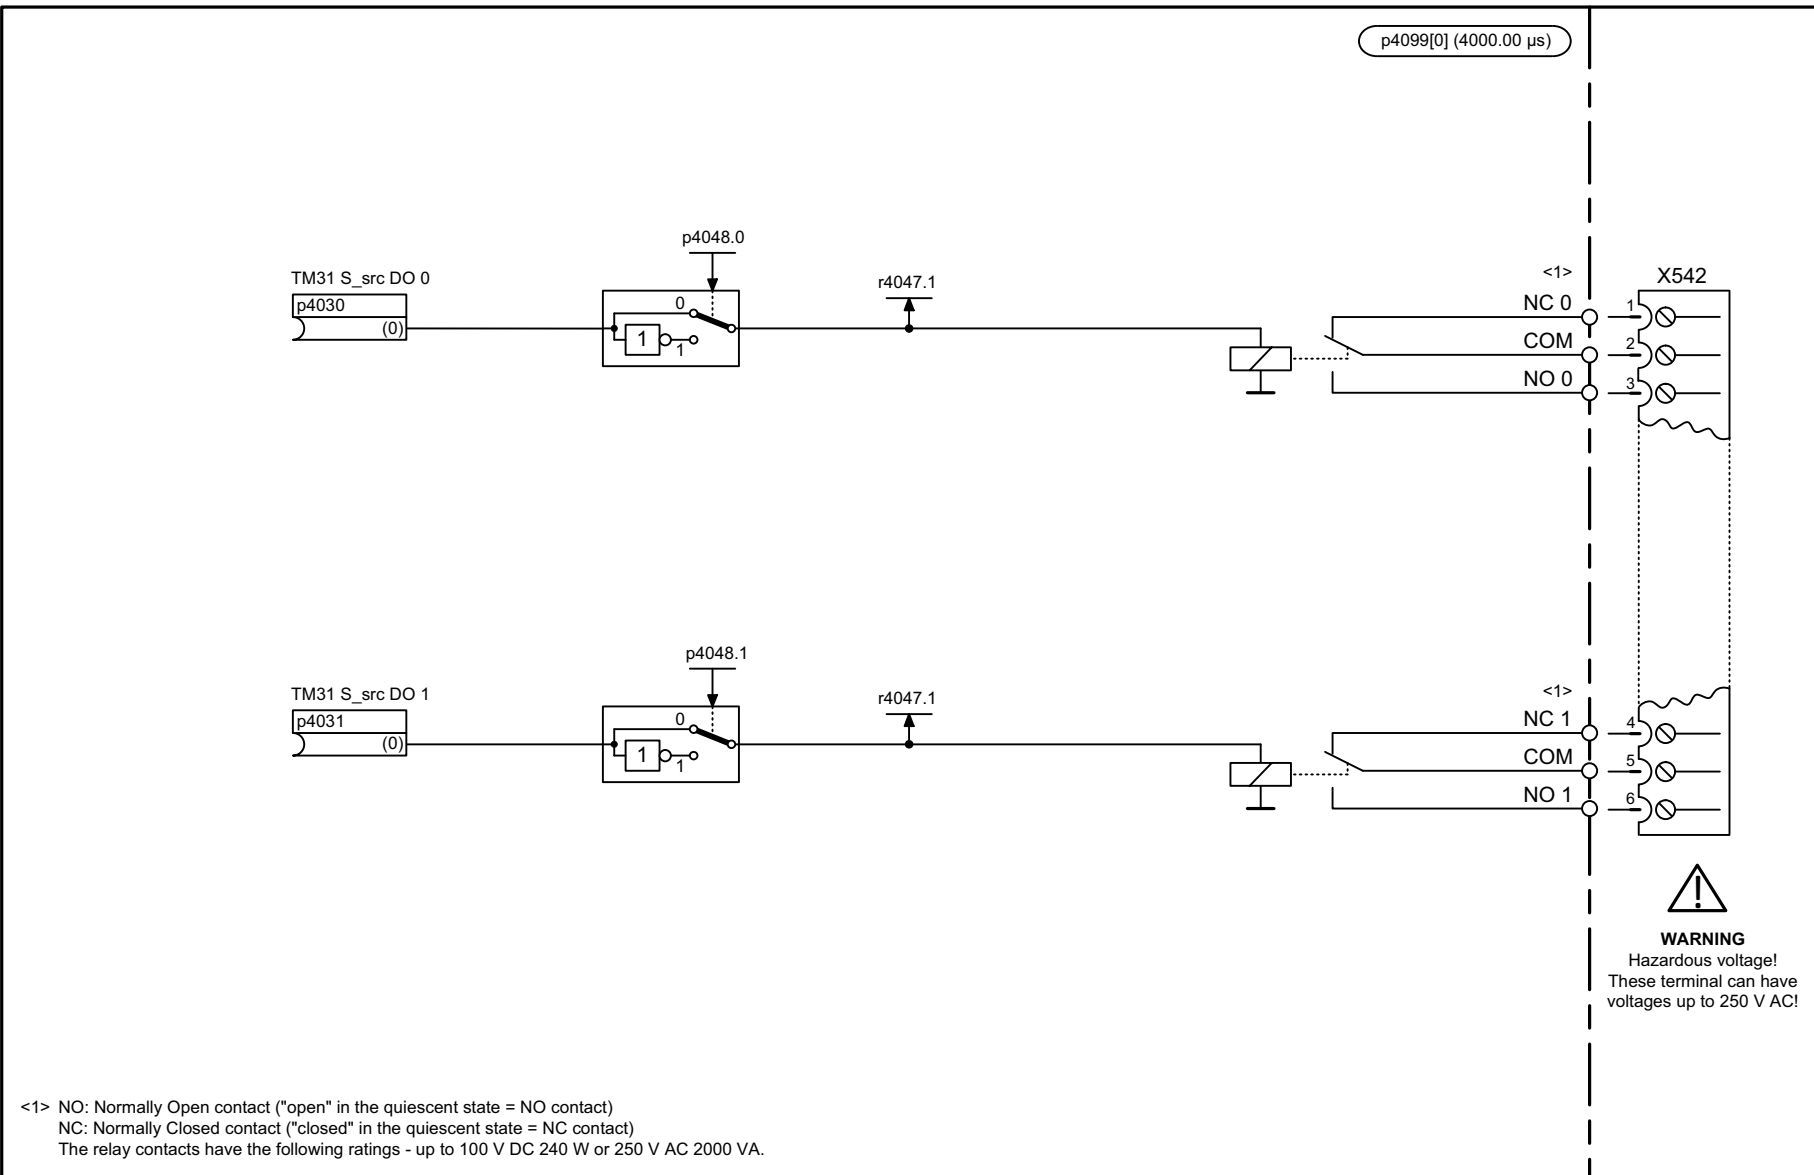 p4099[0] (4000.00 µs)
p4048.0
TM31 S_src DO 0
p4030
(0)
0
1
1
r4047.1
<1>
NC 0
COM
NO 0
X542
1
2
3
p4048.1
TM31 S_src DO 1
p4031
(0)
0
1
1
r4047.1
<1>
NC 1
COM
NO 1
4
5
6
WARNING
Hazardous voltage!
These terminal can have
voltages up to 250 V AC!
<1> NO: Normally Open contact ("open" in the quiescent state = NO contact)
NC: Normally Closed contact ("closed" in the quiescent state = NC contact)
The relay contacts have the following ratings - up to 100 V DC 240 W or 250 V AC 2000 VA.